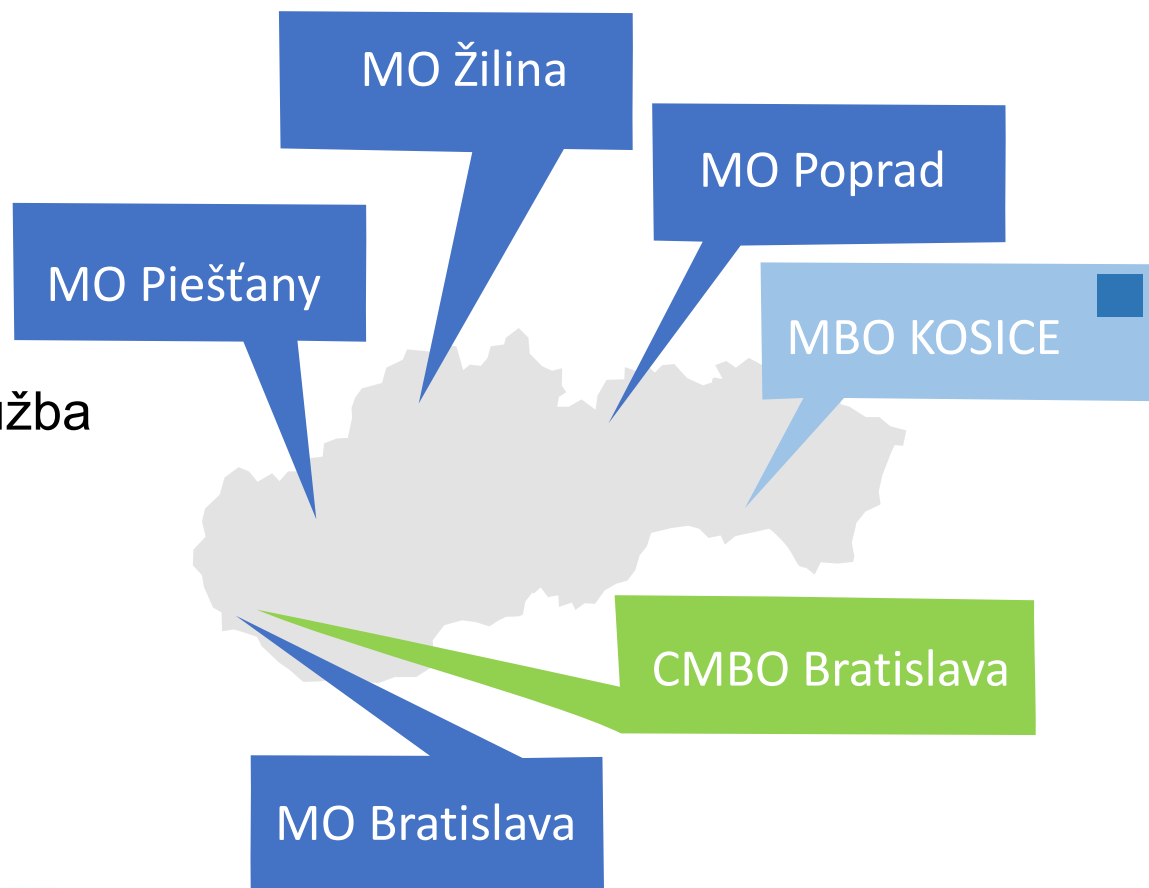 MO Žilina
MO Poprad
MO Piešťany
MBO KOSICE
CMBO Bratislava
MO Bratislava